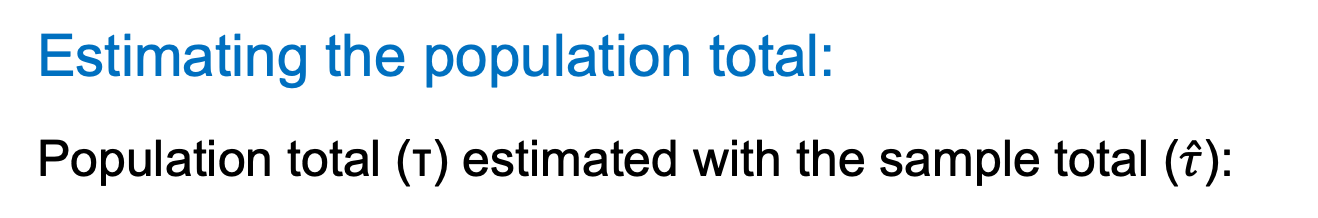 Estimating the population total:
Population total (τ) estimated with the sample total (τ̂):